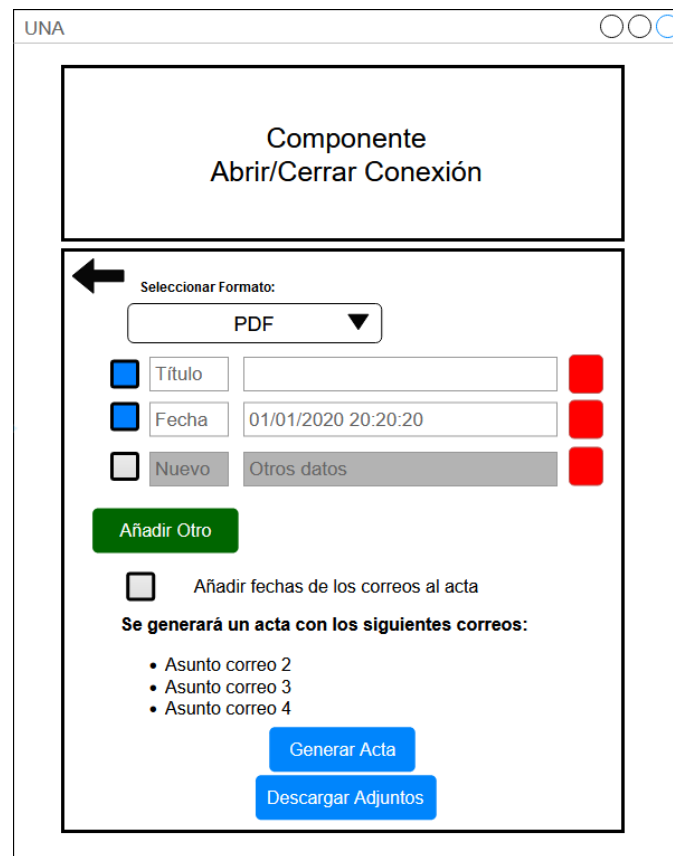 UNA
Componente
Abrir/Cerrar Conexión
Seleccionar Formato:
PDF
Título
Fecha 01/01/2020 20:20:20
Nuevo Otros datos
Añadir Otro
Añadir fechas de los correos al acta
Se generará un acta con los siguientes correos:
• Asunto correo 2
• Asunto correo 3
• Asunto correo 4
Generar Acta
Descargar Adjuntos